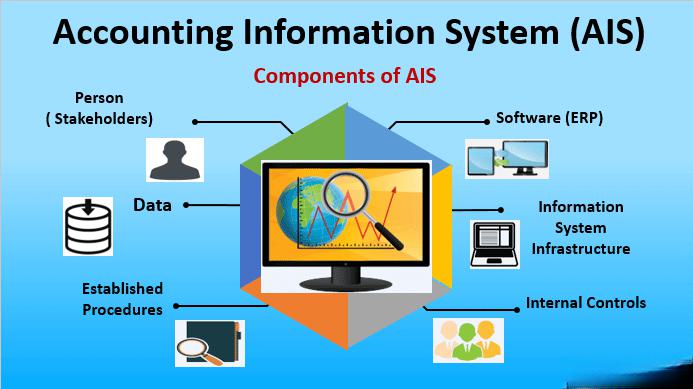 Accounting Information System (AIS)
Components of AIS
Person
( Stakeholders)
Software (ERP)
Data
Information
System
Infrastructure
Established
Procedures
Internal Controls